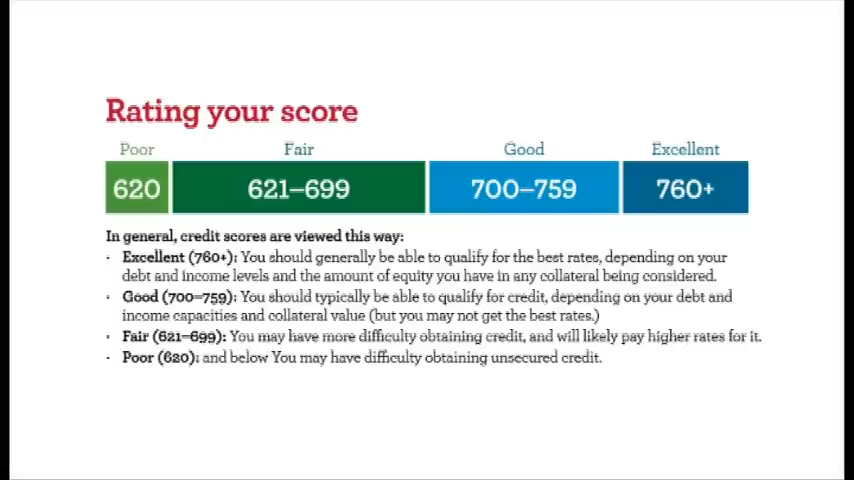 Rating your score
Poor Fair Good Excellent
620 621–699 700–759 760+
In general, credit scores are viewed this way:
· Excellent (760+): You should generally be able to qualify for the best rates, depending on your
debt and income levels and the amount of equity you have in any collateral being considered.
· Good (700–759): You should typically be able to qualify for credit, depending on your debt and
income capacities and collateral value (but you may not get the best rates.)
· Fair (621–699): You may have more difficulty obtaining credit, and will likely pay higher rates for it.
· Poor (620): and below You may have difficulty obtaining unsecured credit.